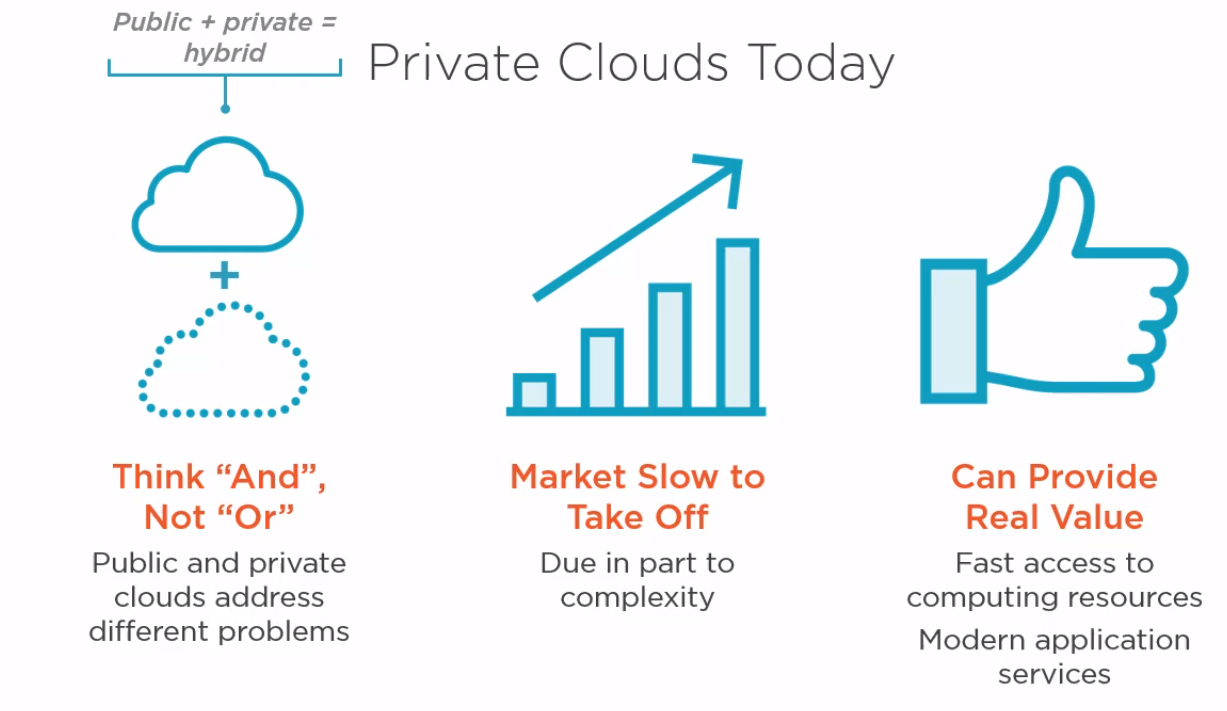 Public + private =
hybrid
Private Clouds Today
+
Think “And”,
Not “Or”
Public and private
clouds address
different problems
Market Slow to
Take Off
Due in part to
complexity
Can Provide
Real Value
Fast access to
computing resources
Modern application
services